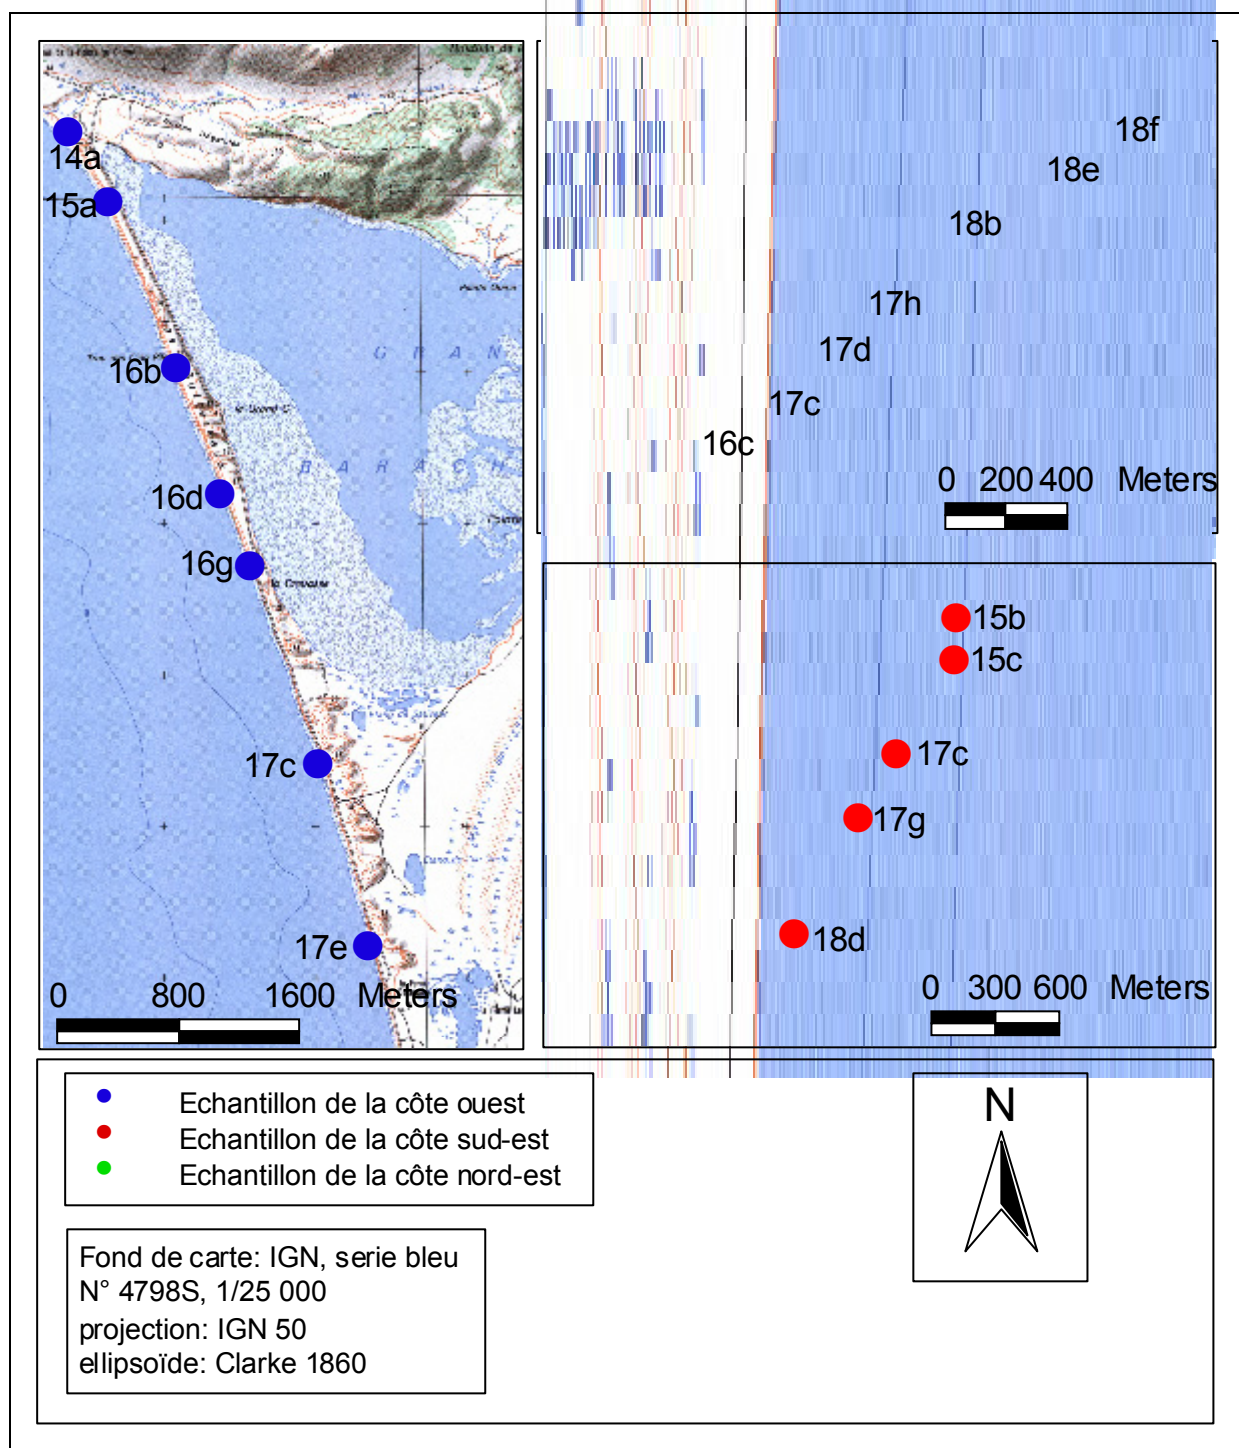 14a
15a
G R A N
16b
B A R A C H
16d
16g
17c
17e
0 800 1600 Meters
18f
18e
18b
17h
17d
17c
16c
0 200 400 Meters
15b
15c
17c
17g
18d
0 300 600 Meters
Echantillon de la côte ouest
Echantillon de la côte sud-est
Echantillon de la côte nord-est
N
Fond de carte: IGN, serie bleu
N° 4798S, 1/25 000
projection: IGN 50
ellipsoïde: Clarke 1860